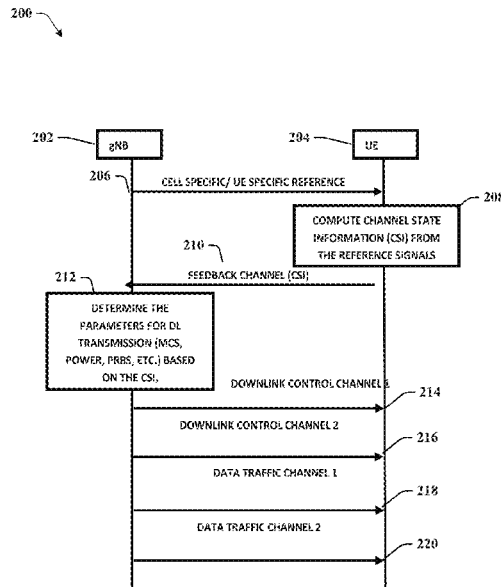 200
202
gNB
204
UE
206
CELL SPECIFIC/ UE SPECIFIC REFERENCE
208
COMPUTE CHANNEL STATE
INFORMATION (CSI) FROM
THE REFERENCE SIGNALS
210
FEEDBACK CHANNEL (CSI)
212
DETERMINE THE
PARAMETERS FOR DL
TRANSMISSION (MCS,
POWER, PRBS, ETC.) BASED
ON THE CSI,
DOWNLINK CONTROL CHANNEL 1
214
DOWNLINK CONTROL CHANNEL 2
216
DATA TRAFFIC CHANNEL 1
218
DATA TRAFFIC CHANNEL 2
220